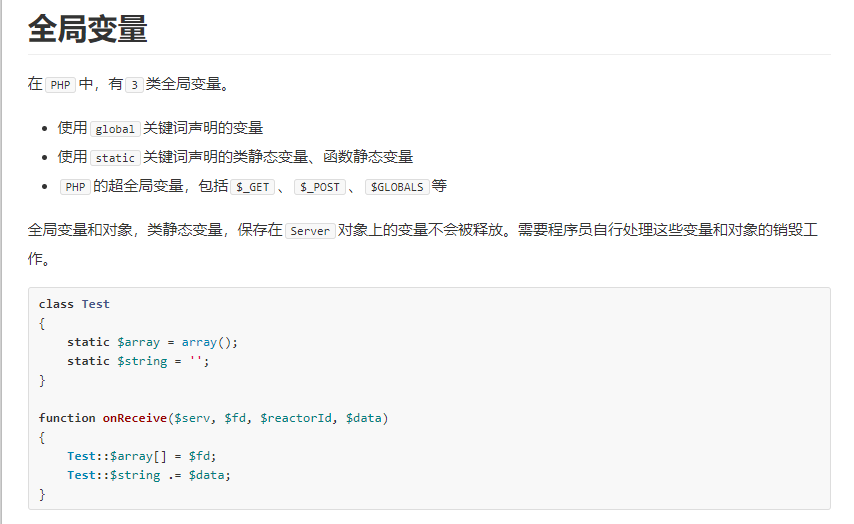 全局变量
在 PHP 中，有 3 类全局变量。
使用 global 关键词声明的变量
使用 static 关键词声明的类静态变量、函数静态变量
PHP 的超全局变量，包括 $_GET 、 $_POST 、 $GLOBALS 等
全局变量和对象，类静态变量，保存在 Server 对象上的变量不会被释放。需要程序员自行处理这些变量和对象的销毁工
作。
class Test
{
    static $array = array();
    static $string = '';
}

function onReceive($serv, $fd, $reactorId, $data)
{
    Test::$array[] = $fd;
    Test::$string .= $data;
}